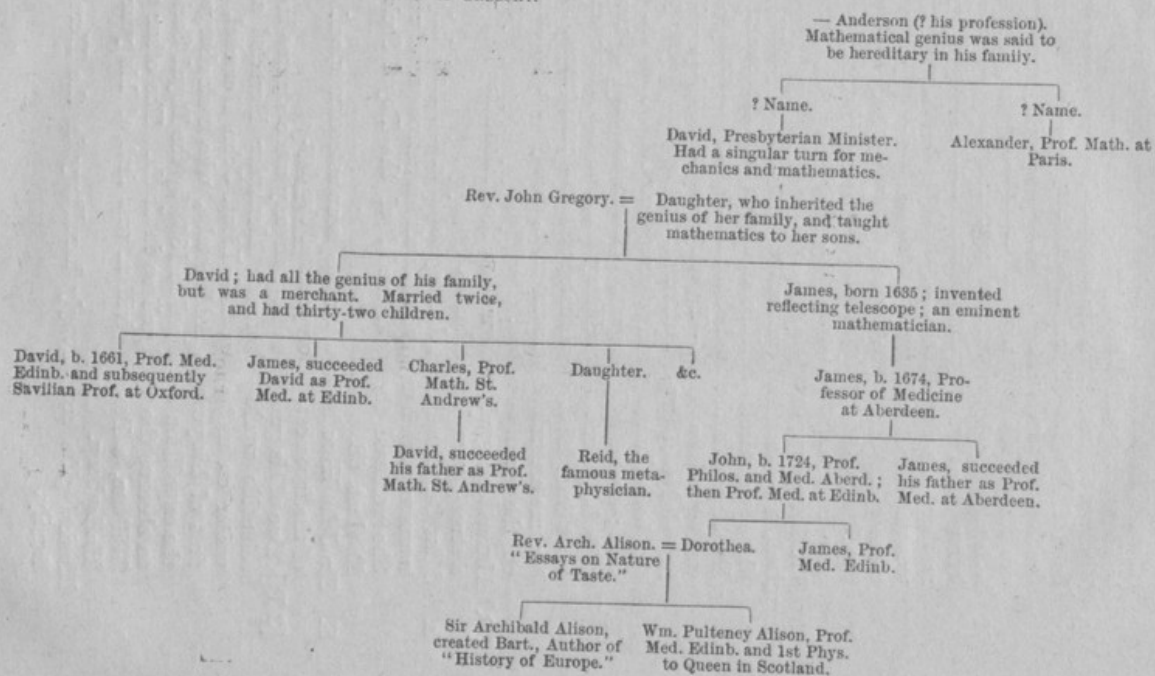 — Anderson (? his profession).
Mathematical genius was said to
be hereditary in his family.
? Name.
? Name.
David, Presbyterian Minister.
Had a singular turn for me-
chanics and mathematics.
Alexander, Prof. Math. at
Paris.
Rev. John Gregory. =
Daughter, who inherited the
genius of her family, and taught
mathematics to her sons.
David; had all the genius of his family,
but was a merchant. Married twice,
and had thirty-two children.
James, born 1635; invented
reflecting telescope; an eminent
mathematician.
David, b. 1661, Prof. Med.
Edinb. and subsequently
Savilian Prof. at Oxford.
James, succeeded
David as Prof.
Med. at Edinb.
Charles, Prof.
Math. St.
Andrew's.
Daughter.
&c.
James, b. 1674, Pro-
fessor of Medicine
at Aberdeen.
David, succeeded
his father as Prof.
Math. St. Andrew's.
Reid, the
famous meta-
physician.
John, b. 1724, Prof.
Philos. and Med. Aberd.;
then Prof. Med. at Edinb.
James, succeeded
his father as Prof.
Med. at Aberdeen.
Rev. Arch. Alison. = Dorothea.
"Essays on Nature
of Taste."
James, Prof.
Med. Edinb.
Sir Archibald Alison,
created Bart., Author of
"History of Europe."
Wm. Pulteney Alison, Prof.
Med. Edinb. and 1st Phys.
to Queen in Scotland.